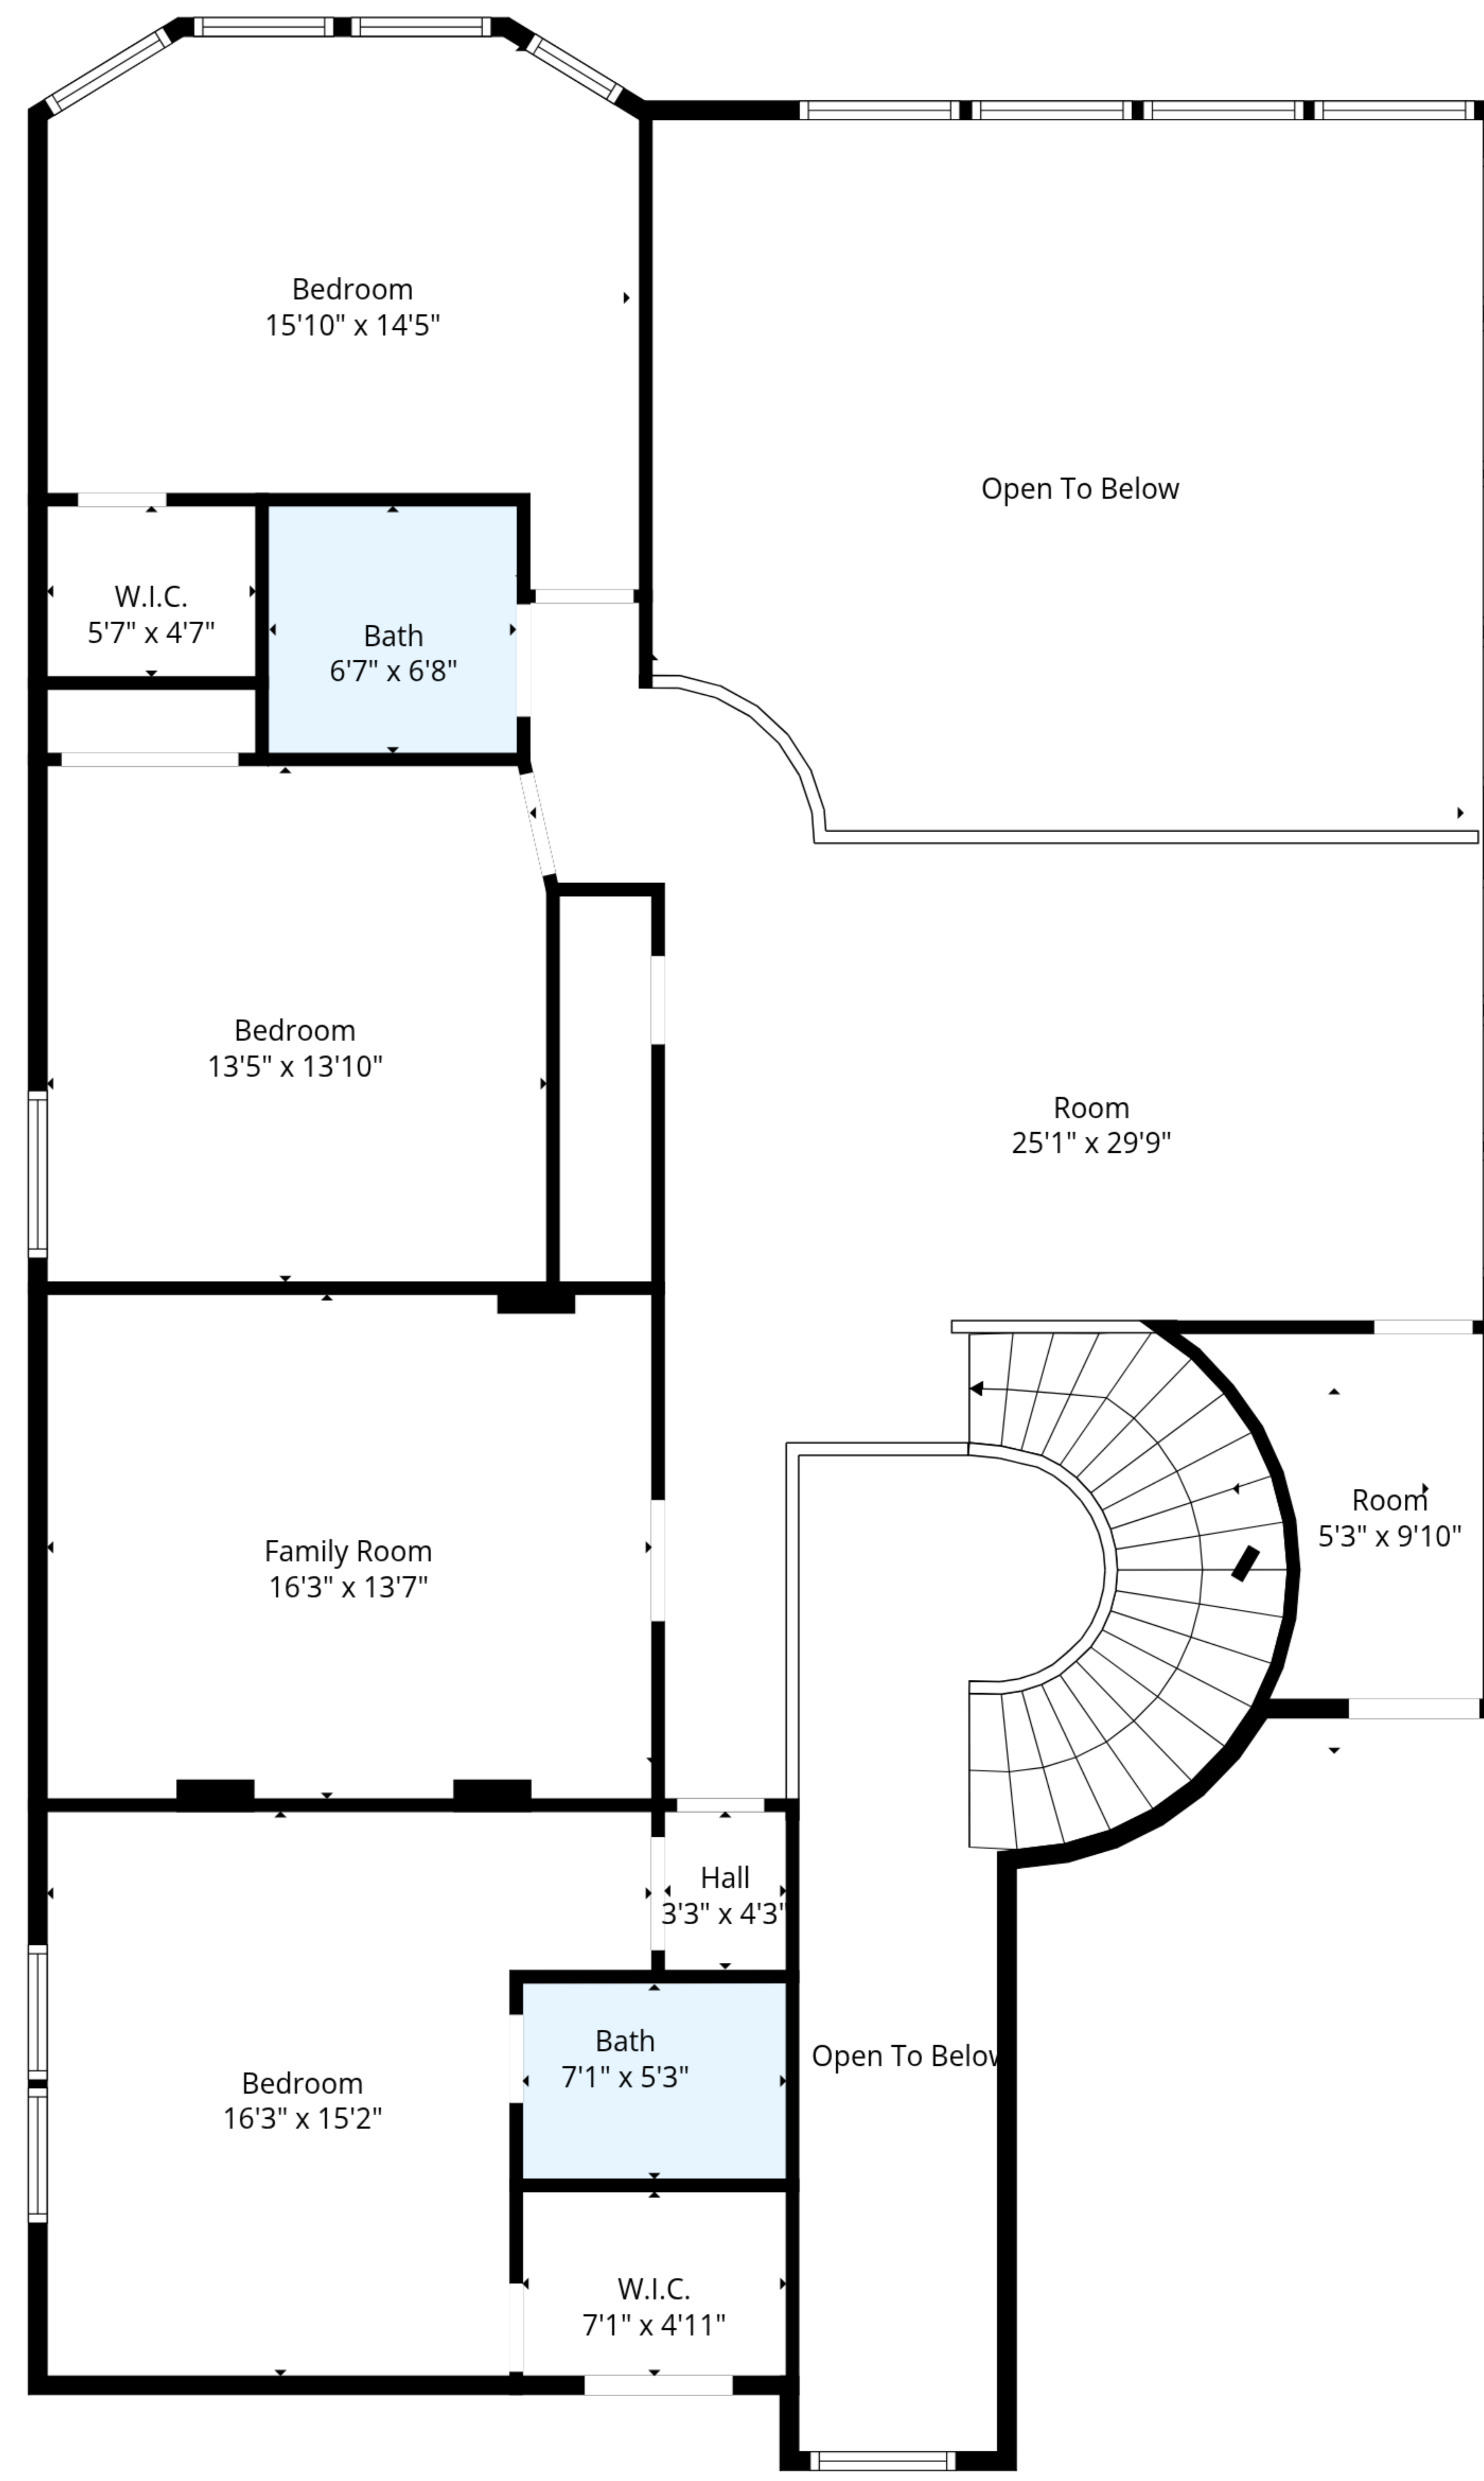 Bedroom
15'10" x 14'5"
Open To Below
W.I.C.
5'7" x 4'7"
Bath
6'7" x 6'8"
Bedroom
13'5" x 13'10"
Room
25'1" x 29'9"
Room
5'3" x 9'10"
Family Room
16'3" x 13'7"
Hall
3'3" x 4'3"
Bath
7'1" x 5'3"
Open To Below
Bedroom
16'3" x 15'2"
W.I.C.
7'1" x 4'11"